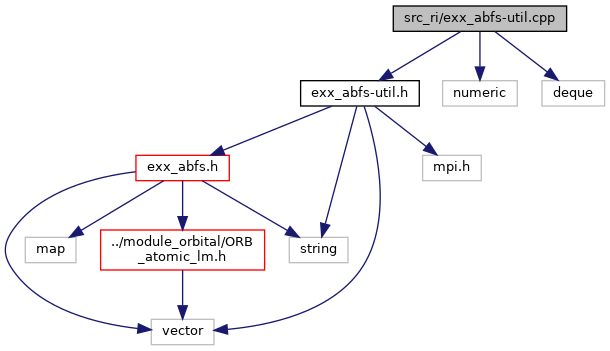 src_ri/exx_abfs-util.cpp
exx_abfs-util.h
numeric
deque
exx_abfs.h
mpi.h
map
../module_orbital/ORB
_atomic_lm.h
string
vector